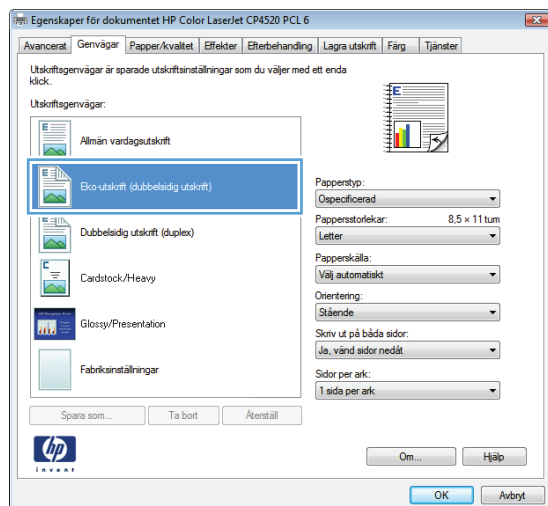 Egenskaper för dokumentet HP Color LaserJet CP4520 PCL 6
Avancerat Genvägar Papper/kvalitet Effekter Efterbehandling Lagra utskrift Färg Tjänster
Utskriftsgenvägar är sparade utskriftsinställningar som du väljer med ett enda
klick.
Utskriftsgenvägar:
Allmän vardagsutskrift
Eko-utskrift (dubbelsidig utskrift)
Dubbelsidig utskrift (duplex)
Cardstock/Heavy
Glossy/Presentation
Fabriksinställningar
Papperstyp:
Ospecificerad
Pappersstorlekar: 8,5 × 11 tum
Letter
Papperskälla:
Välj automatiskt
Orientering:
Stående
Skriv ut på båda sidor:
Ja, vänd sidor nedåt
Sidor per ark:
1 sida per ark
Spara som... Ta bort Återställ
hp
invent
Om... Hjälp
OK Avbryt